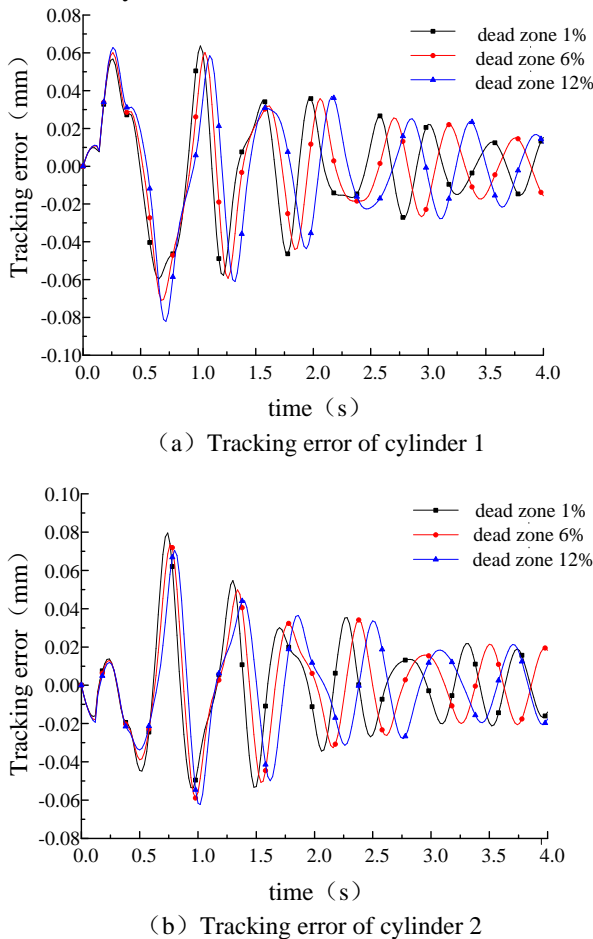 0.08
0.06
0.04
0.02
0.00
-0.02
-0.04
-0.06
-0.08
-0.10
Tracking error（mm）
dead zone 1%
dead zone 6%
dead zone 12%
0.0 0.5 1.0 1.5 2.0 2.5 3.0 3.5 4.0
time（s）
（a）Tracking error of cylinder 1
0.10
0.08
0.06
0.04
0.02
0.00
-0.02
-0.04
-0.06
-0.08
Tracking error（mm）
dead zone 1%
dead zone 6%
dead zone 12%
0.0 0.5 1.0 1.5 2.0 2.5 3.0 3.5 4.0
time（s）
（b）Tracking error of cylinder 2